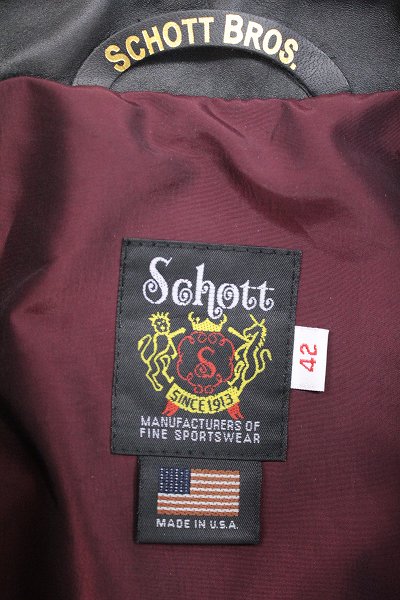 SCHOTT BROS.
Schott
S
SINCE 1913
MANUFACTURERS OF
FINE SPORTSWEAR
42
MADE IN U.S.A.